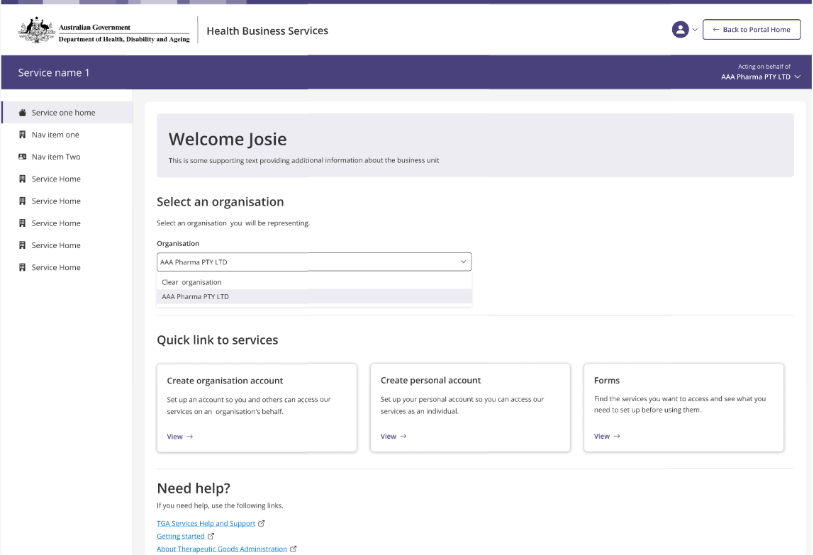 Australian Government
Department of Health, Disability and Ageing
Health Business Services
← Back to Portal Home
Service name 1
Acting on behalf of
AAA Pharma PTY LTD
Service one home
Nav item one
Nav item Two
Service Home
Service Home
Service Home
Service Home
Service Home
Welcome Josie
This is some supporting text providing additional information about the business unit
Select an organisation
Select an organisation you will be representing.
Organisation
AAA Pharma PTY LTD
Clear organisation
AAA Pharma PTY LTD
Quick link to services
Create organisation account
Set up an account so you and others can access our
services on an organisation's behalf.
View →
Create personal account
Set up your personal account so you can access our
services as an individual.
View →
Forms
Find the services you want to access and see what you
need to set up before using them.
View →
Need help?
If you need help, use the following links.
TGA Services Help and Support
Getting started
About Therapeutic Goods Administration